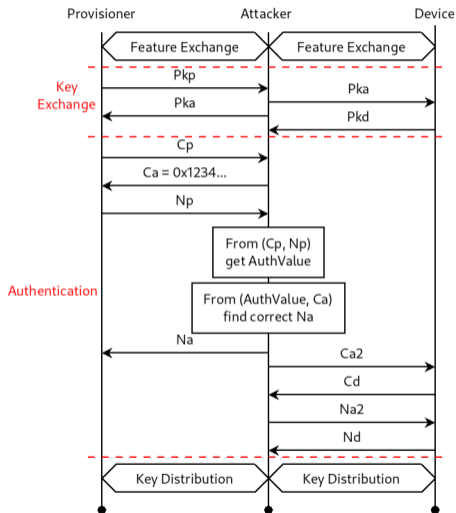 Provisioner Attacker Device
Feature Exchange Feature Exchange
Key
Exchange
Pkp
Pka
Pka
Pkd
Cp
Ca = 0x1234...
Np
From (Cp, Np)
get AuthValue
Authentication
From (AuthValue, Ca)
find correct Na
Na
Ca2
Cd
Na2
Nd
Key Distribution Key Distribution